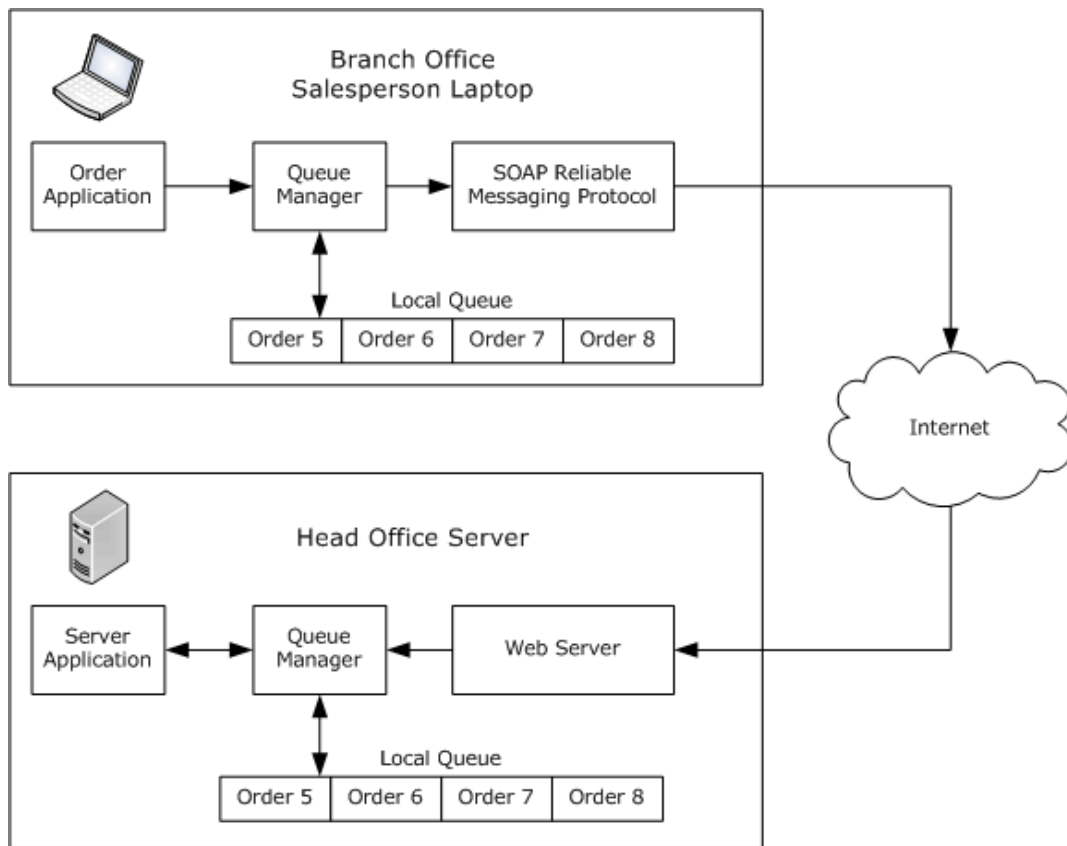 Branch Office
Salesperson Laptop
Order
Application
Queue
Manager
SOAP Reliable
Messaging Protocol
Local Queue
Order 5
Order 6
Order 7
Order 8
Internet
Head Office Server
Server
Application
Queue
Manager
Web Server
Local Queue
Order 5
Order 6
Order 7
Order 8